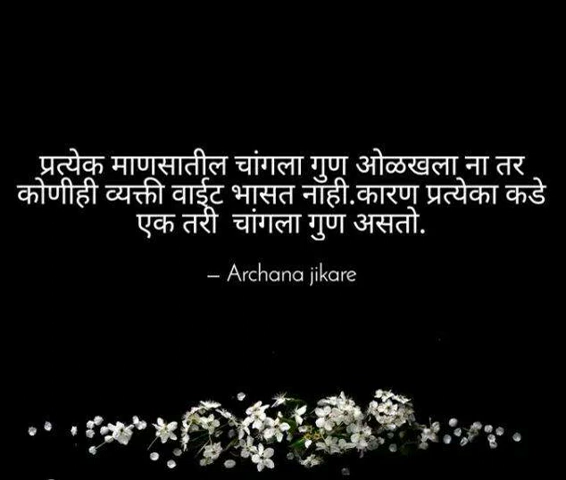 प्रत्येक माणसातील चांगला गुण ओळखला ना तर
कोणीही व्यक्ती वाईट भासत नाही.कारण प्रत्येका कडे
एक तरी  चांगला गुण असतो.
– Archana jikare